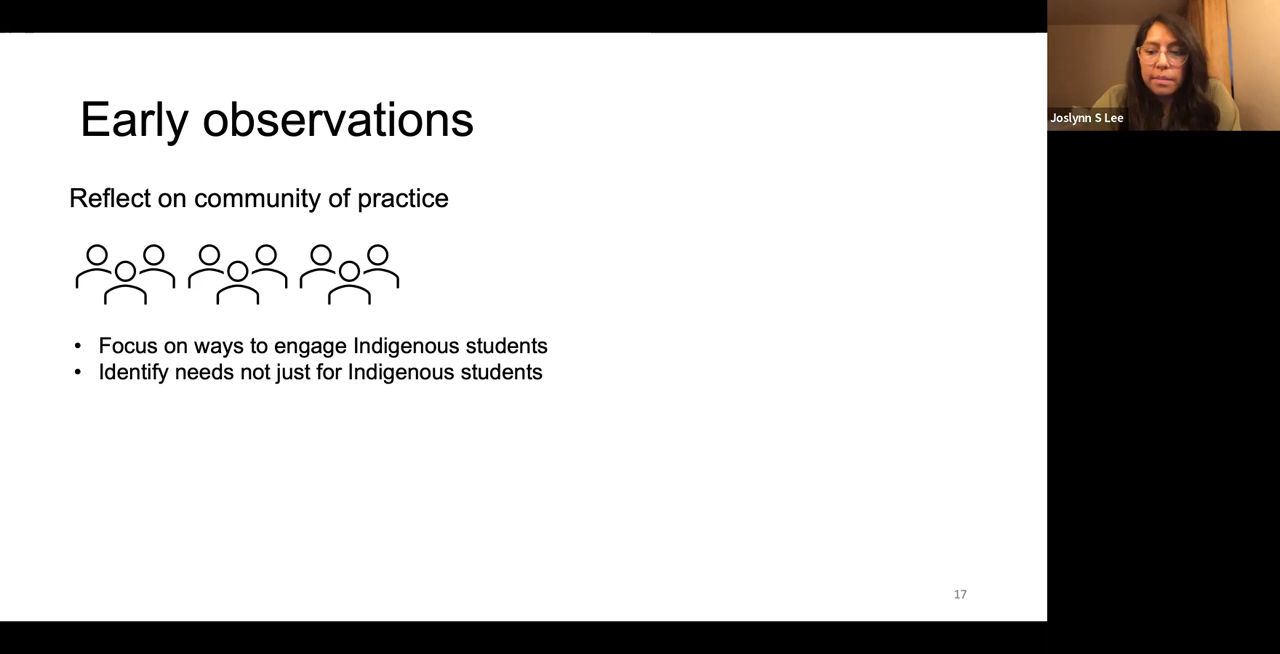 Early observations
Reflect on community of practice
• Focus on ways to engage Indigenous students
• Identify needs not just for Indigenous students
17
Joslynn S Lee